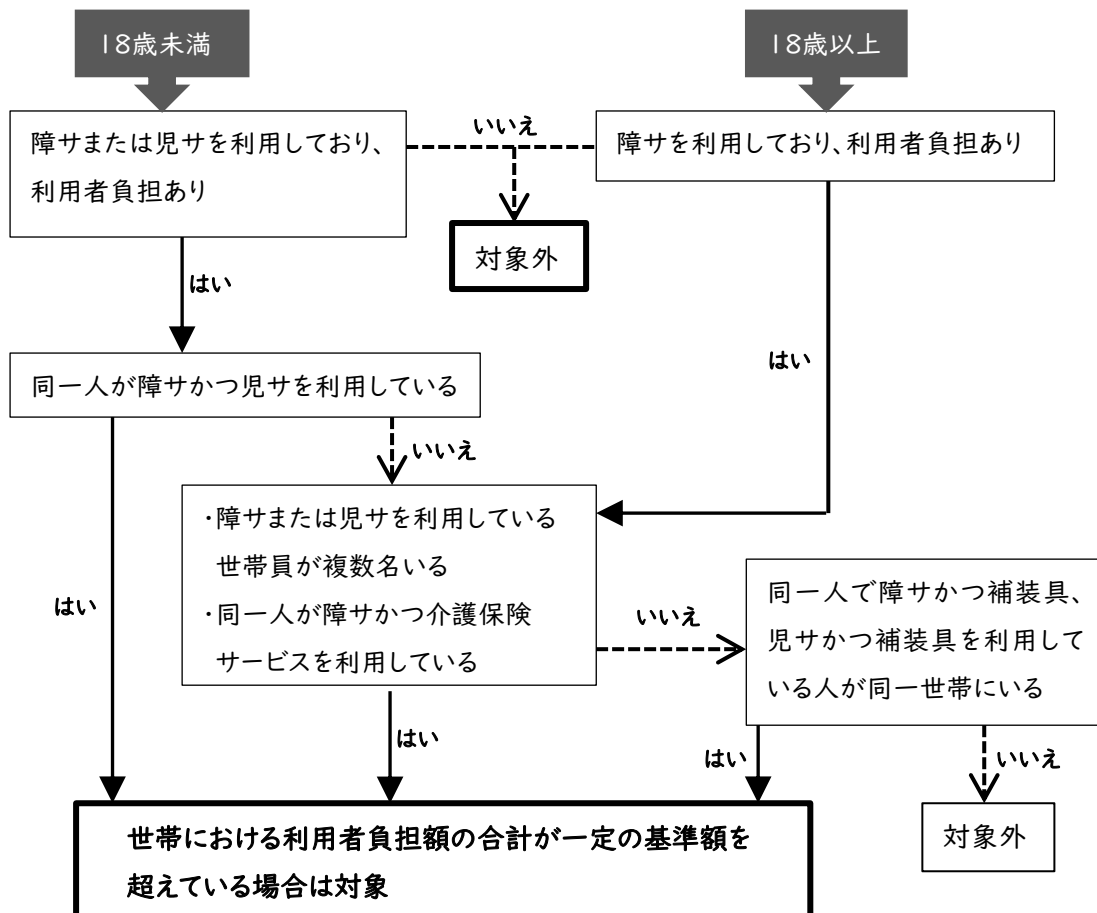 18歳未満
18歳以上
障サまたは児サを利用しており、
利用者負担あり
いいえ
障サを利用しており、利用者負担あり
対象外
はい
はい
同一人が障サかつ児サを利用している
いいえ
・障サまたは児サを利用している
世帯員が複数名いる
・同一人が障サかつ介護保険
サービスを利用している
はい
いいえ
同一人で障サかつ補装具、
児サかつ補装具を利用して
いる人が同一世帯にいる
はい
はい
いいえ
世帯における利用者負担額の合計が一定の基準額を
超えている場合は対象
対象外